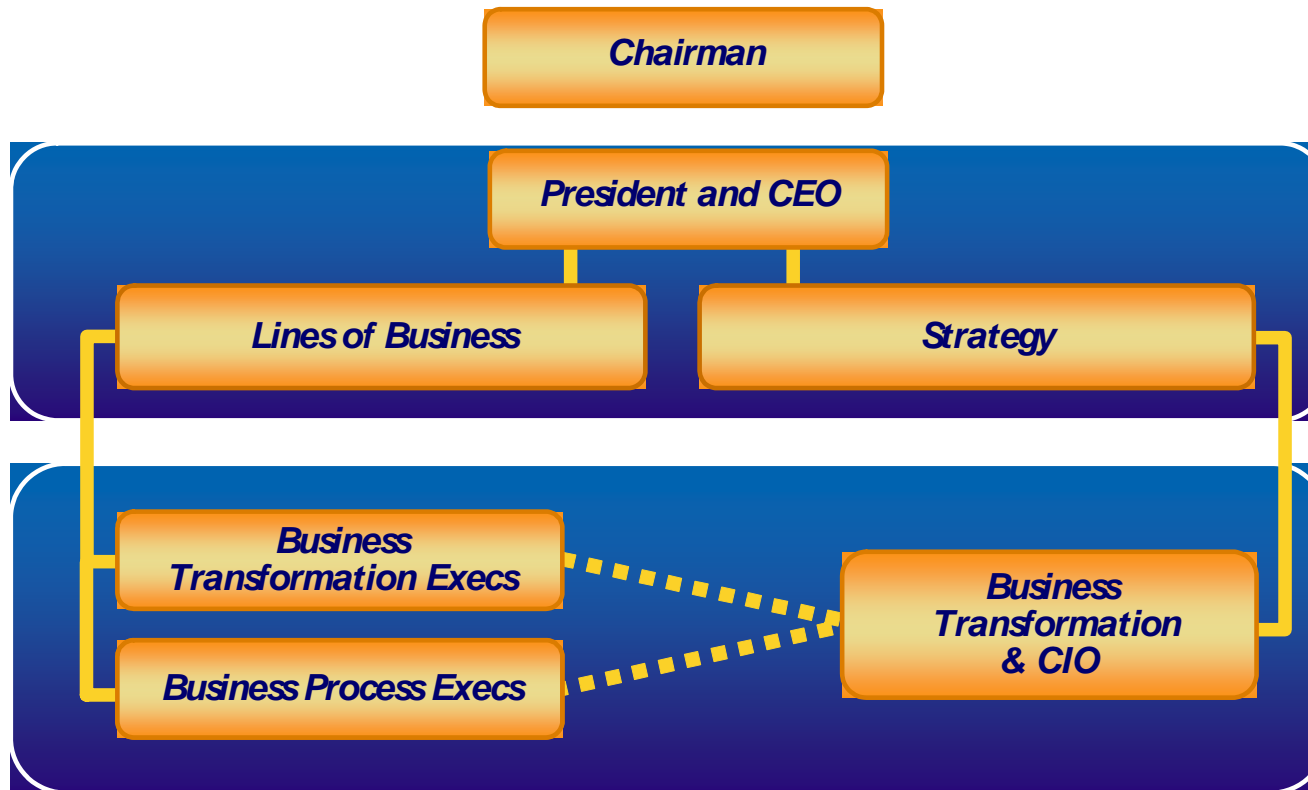 Chairman
President and CEO
Lines of Business
Strategy
Business
Transformation Execs
Business Process Execs
Business
Transformation
& CIO